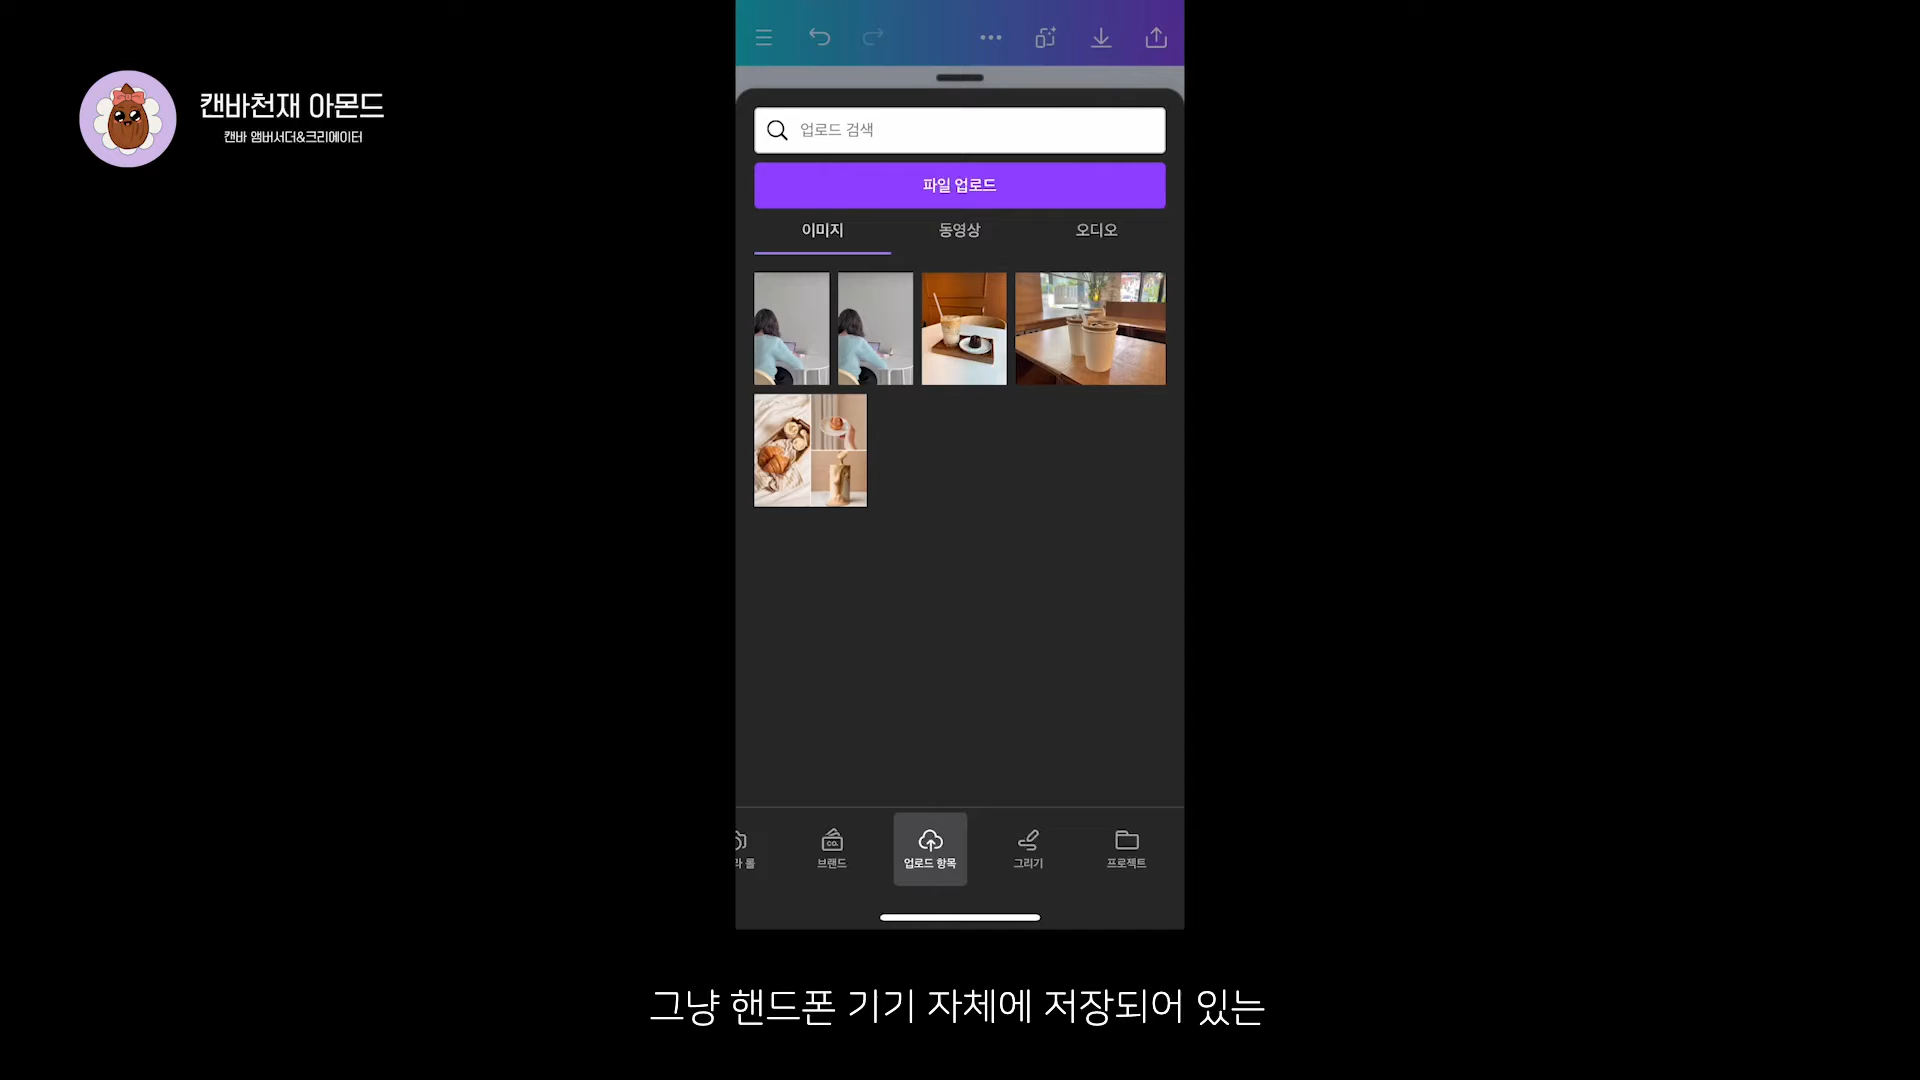 캔바천재 아몬드
캔바 앰버서더&크리에이터
업로드 검색
파일 업로드
이미지
동영상
오디오
라 롤
브랜드
CO.
업로드 항목
그리기
프로젝트
그냥 핸드폰 기기 자체에 저장되어 있는